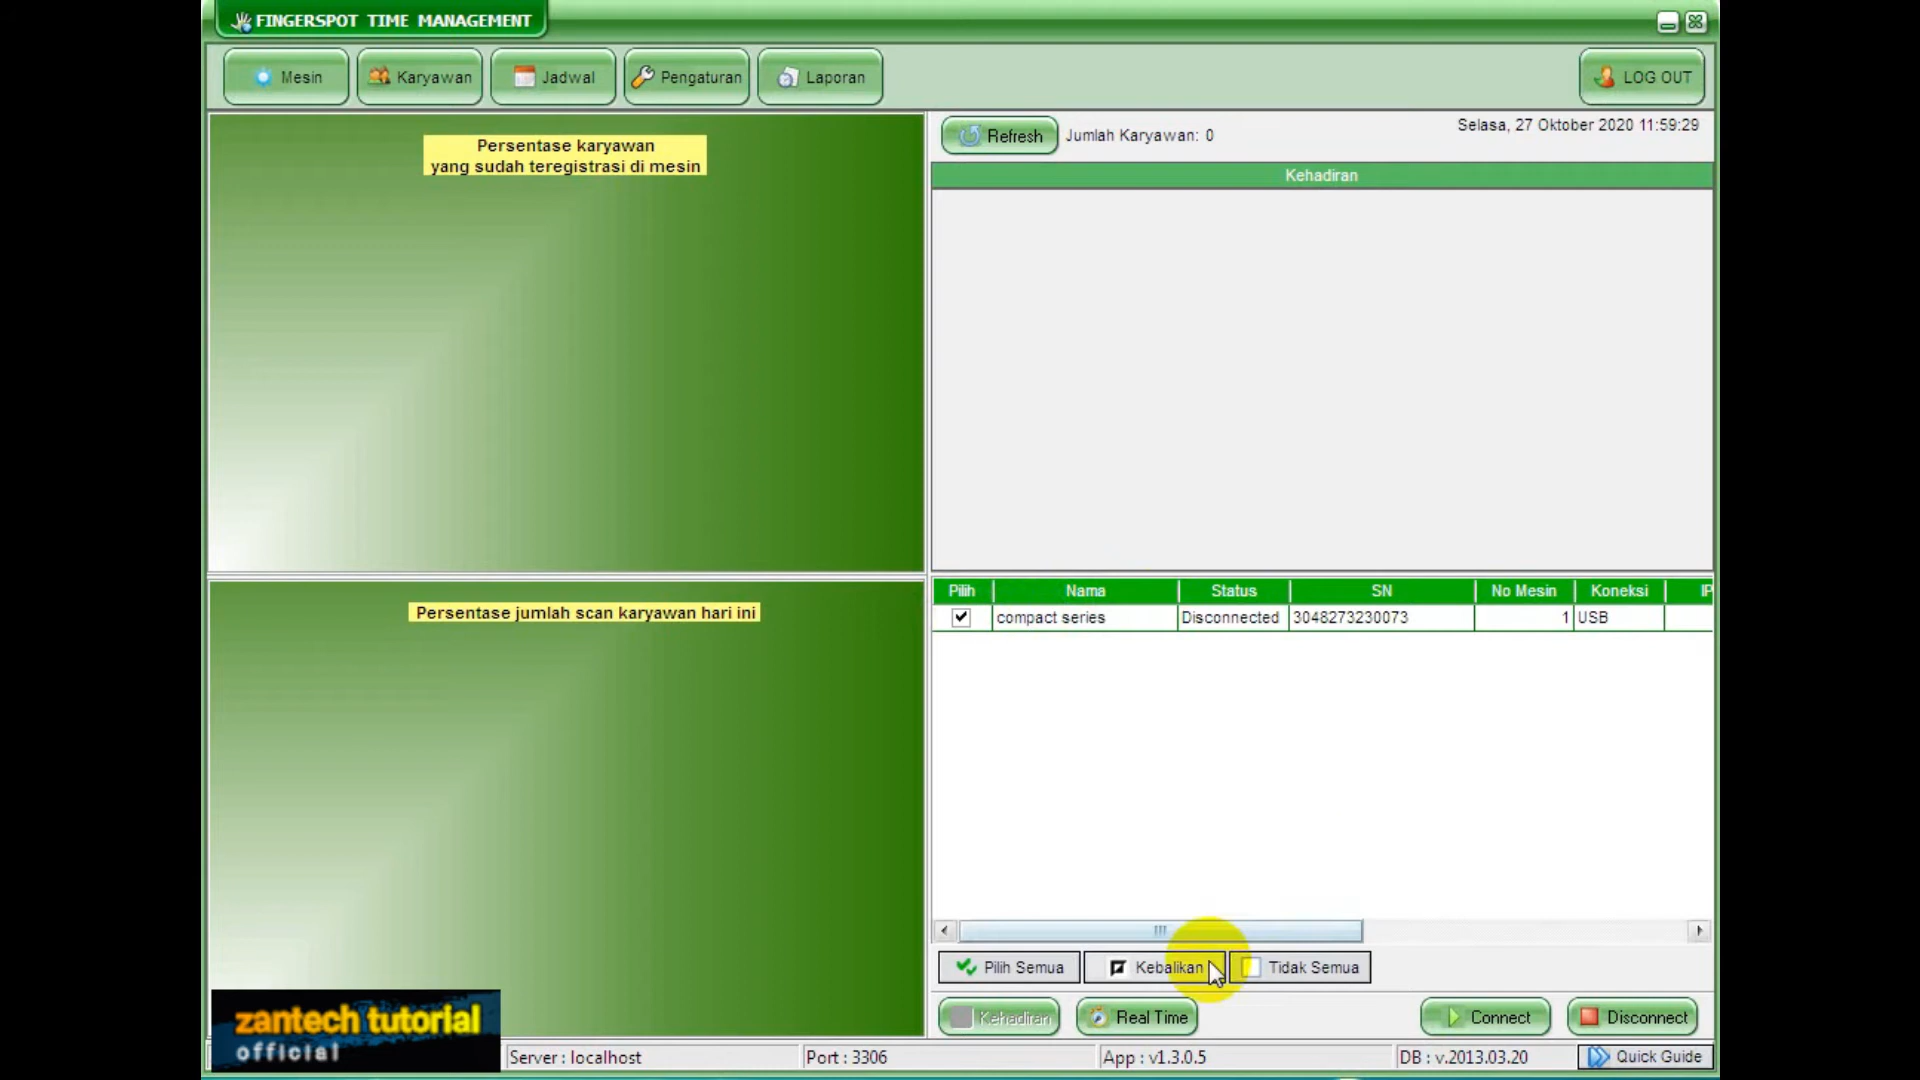 FINGERSPOT TIME MANAGEMENT
Mesin
Karyawan
Jadwal
Pengaturan
Laporan
LOG OUT
Persentase karyawan
yang sudah teregistrasi di mesin
Refresh
Jumlah Karyawan: 0
Selasa, 27 Oktober 2020 11:59:29
Kehadiran
Persentase jumlah scan karyawan hari ini
Pilih Nama Status SN No Mesin Koneksi IP
compact series Disconnected 3048273230073 1 USB
Pilih Semua
Kebalikan
Tidak Semua
Kehadiran
Real Time
Connect
Disconnect
zantech tutorial
official
Server : localhost
Port : 3306
App : v1.3.0.5
DB : v.2013.03.20
Quick Guide